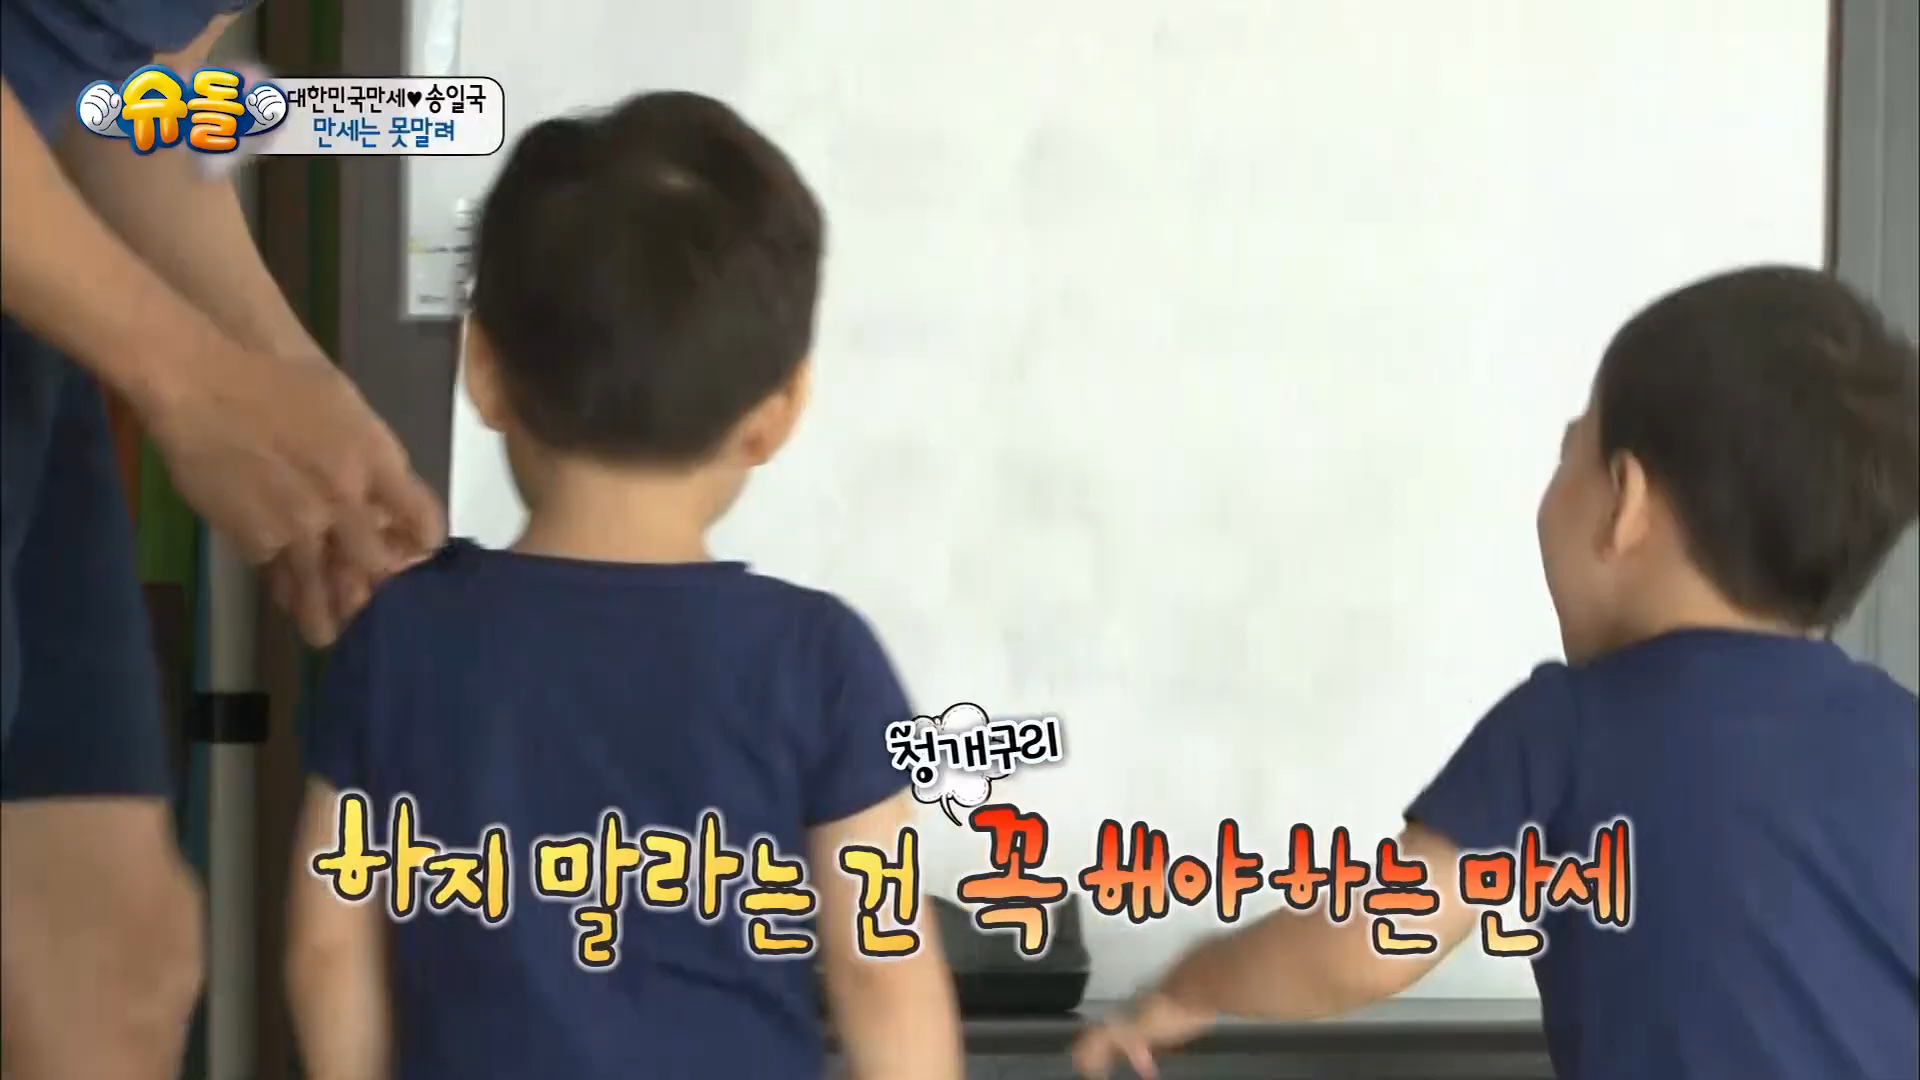 슈돌
대한민국만세♥송일국
만세는 못말려
청개구리
하지 말라는 건 꼭 해야 하는 만세